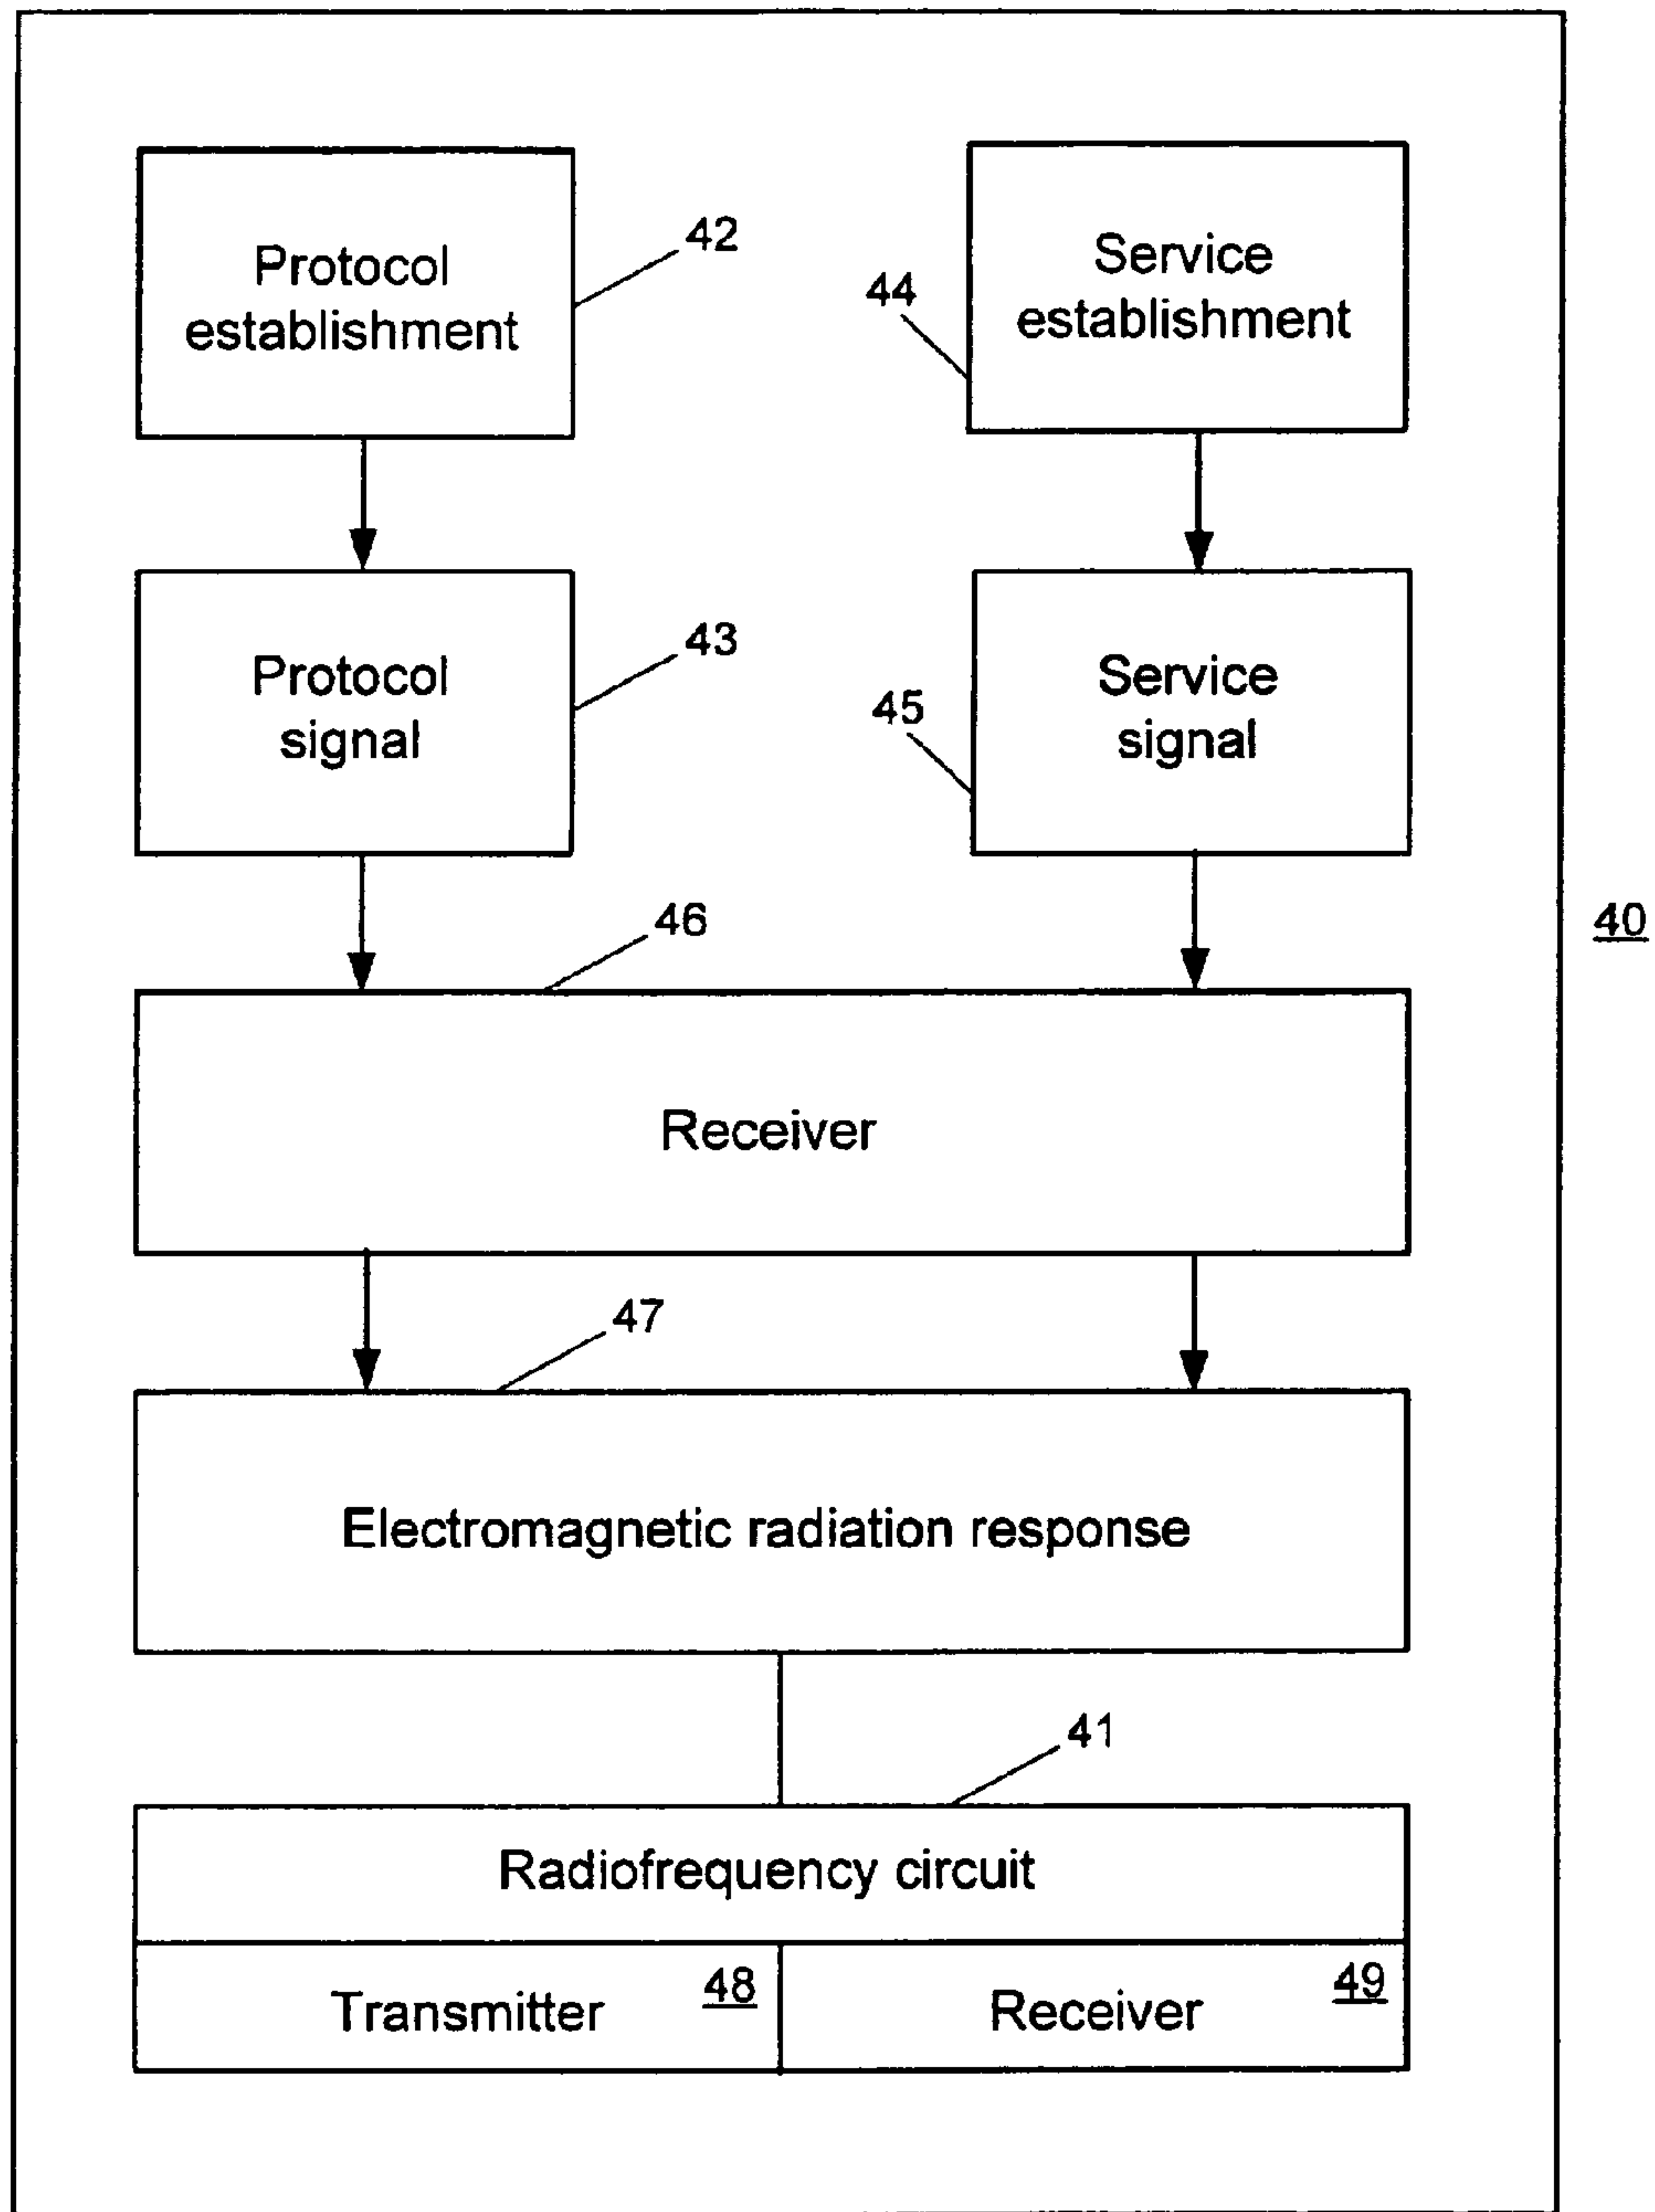 Protocol
establishment
42
Service
establishment
44
Protocol
signal
43
Service
signal
45
46
40
Receiver
47
Electromagnetic radiation response
41
Radiofrequency circuit
Transmitter 48
Receiver 49